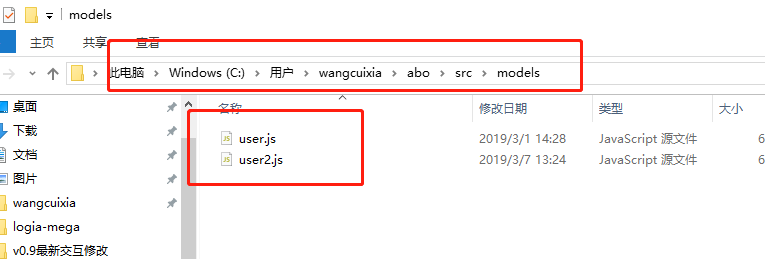 models
主页 共享 查看
此电脑 Windows (C:) 用户 wangcuixia abo src models
桌面
下载
文档
图片
wangcuixia
logia-mega
v0.9最新交互修改
名称 修改日期 类型 大小
user.js 2019/3/1 14:28 JavaScript 源文件 6
user2.js 2019/3/7 13:24 JavaScript 源文件 6